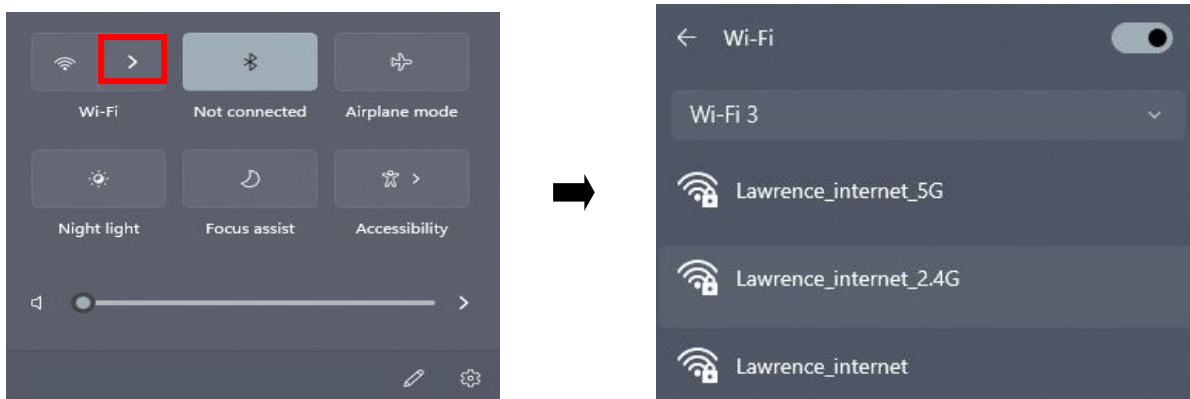 Wi-Fi
Not connected
Airplane mode
Night light
Focus assist
Accessibility
Wi-Fi
Wi-Fi 3
Lawrence_internet_5G
Lawrence_internet_2.4G
Lawrence_internet